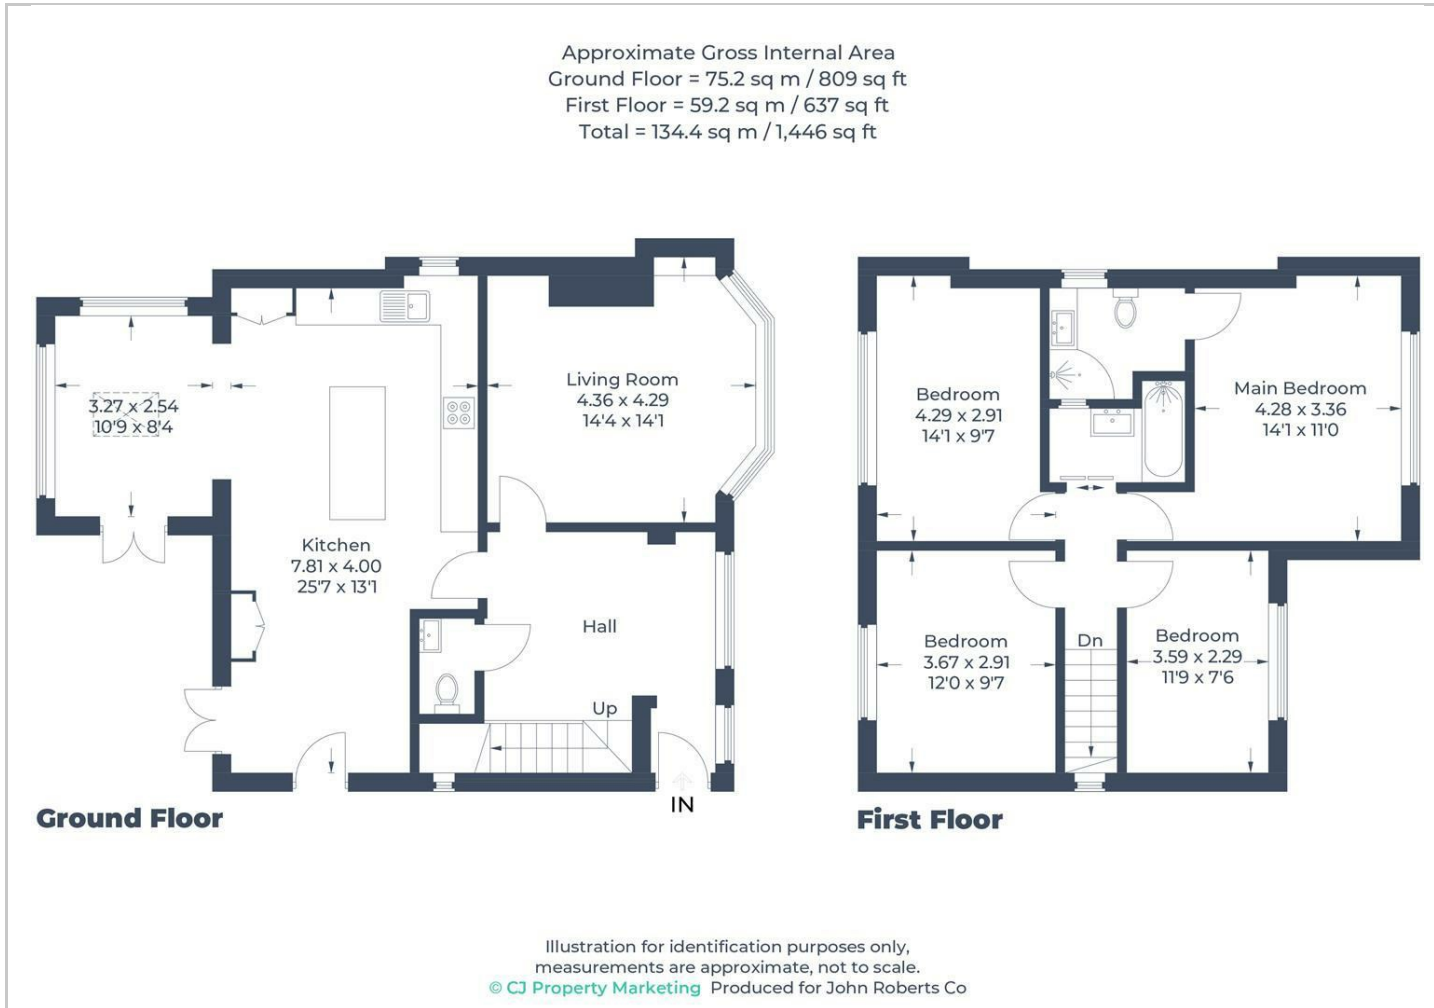 Approximate Gross Internal Area
Ground Floor = 75.2 sq m / 809 sq ft
First Floor = 59.2 sq m / 637 sq ft
Total = 134.4 sq m / 1,446 sq ft
3.27 x 2.54
10'9 x 8'4
Kitchen
7.81 x 4.00
25'7 x 13'1
Living Room
4.36 x 4.29
14'4 x 14'1
Hall
Up
IN
Ground Floor
Bedroom
4.29 x 2.91
14'1 x 9'7
Main Bedroom
4.28 x 3.36
14'1 x 11'0
Bedroom
3.67 x 2.91
12'0 x 9'7
Dn
Bedroom
3.59 x 2.29
11'9 x 7'6
First Floor
Illustration for identification purposes only,
measurements are approximate, not to scale.
© CJ Property Marketing Produced for John Roberts Co